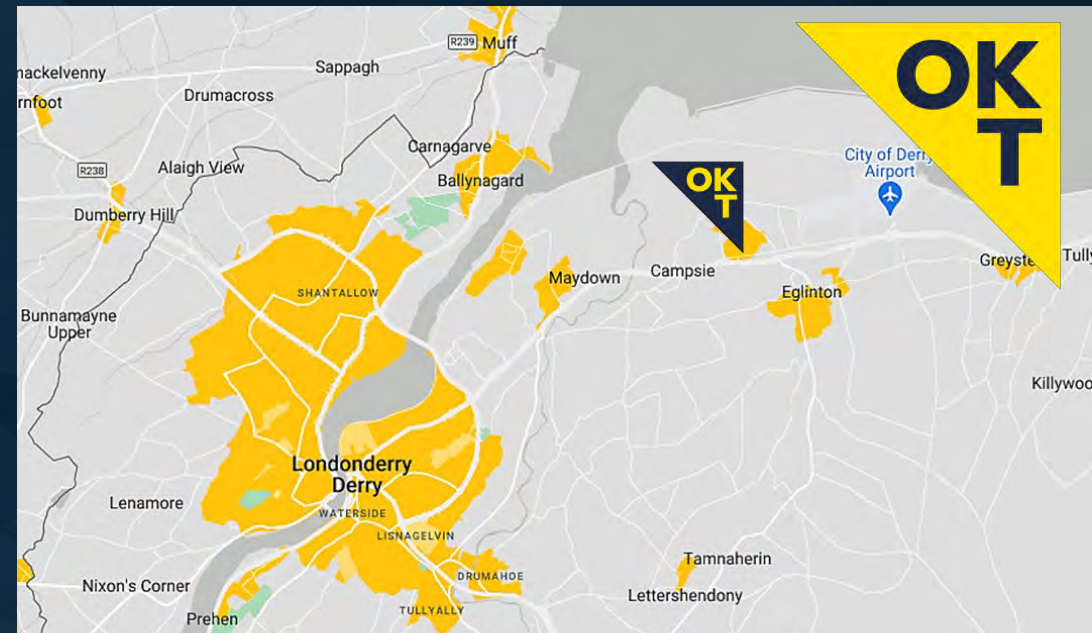 R239
Muff
Sappagh
mackelvenny
rnfoot
Drumacross
OK
T
Carnagarve
City of Derry
Airport
R238
Alaigh View
Ballynagard
OK
T
Dumberry Hill
Greyste
Tully
Maydown
Campsie
Eglinton
SHANTALLOW
Bunnamayne
Upper
Killywoo
Londonderry
Derry
Lenamore
WATERSIDE
LISNAGELVIN
Tamnaherin
DRUMAHOE
Nixon's Corner
Lettershendony
TULLYALLY
Prehen